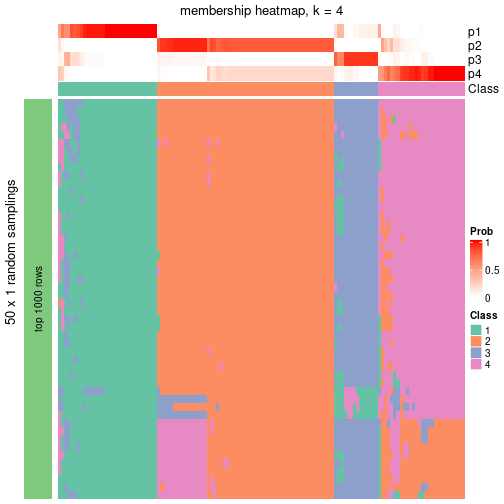 membership heatmap, k = 4
p1
p2
p3
p4
Class
50 x 1 random samplings
top 1000 rows
Prob
1
0.5
0
Class
1
2
3
4